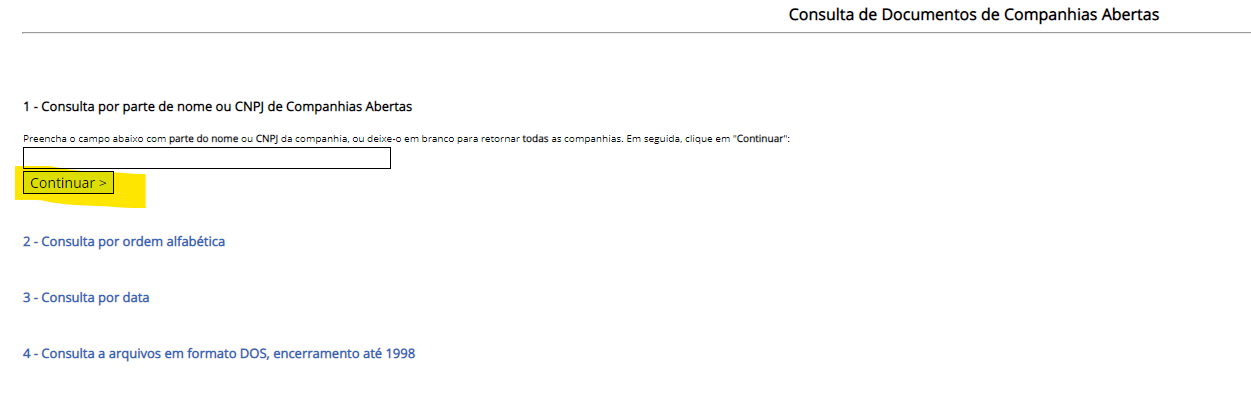 Consulta de Documentos de Companhias Abertas
1 - Consulta por parte de nome ou CNPJ de Companhias Abertas
Preencha o campo abaixo com parte do nome ou CNPJ da companhia, ou deixe-o em branco para retornar todas as companhias. Em seguida, clique em "Continuar":
Continuar >
2 - Consulta por ordem alfabética
3 - Consulta por data
4 - Consulta a arquivos em formato DOS, encerramento até 1998